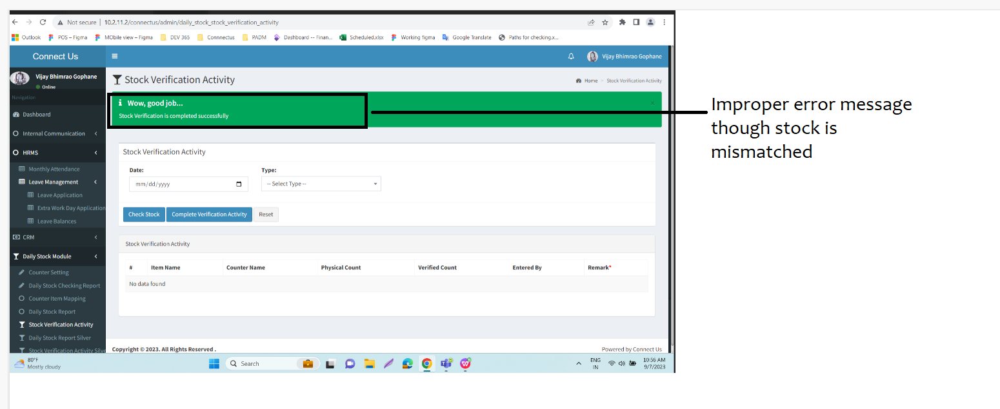 Not secure | 10.2.11.2/connectus/admin/daily_stock_stock_verification_activity
Outlook POS – Figma MObile view – Figma DEV 365 Connnectus PADM Dashboard -- Finan... Scheduled.xlsx Working figma Google Translate Paths for checking.x...
Connect Us
Vijay Bhimrao Gophane
Vijay Bhimrao Gophane
Online
Navigation
Dashboard
Internal Communication
HRMS
Monthly Attendance
Leave Management
Leave Application
Extra Work Day Application
Leave Balances
CRM
Daily Stock Module
Counter Setting
Daily Stock Checking Report
Counter Item Mapping
Daily Stock Report
Stock Verification Activity
Daily Stock Report Silver
Stock Verification Activity Silve
Stock Verification Activity
Home > Stock Verification Activity
i Wow, good job... ×
Stock Verification is completed successfully
Stock Verification Activity
Date: Type:
mm/dd/yyyy -- Select Type --
Check Stock Complete Verification Activity Reset
Stock Verification Activity
# Item Name Counter Name Physical Count Verified Count Entered By Remark*
No data found
Copyright © 2023. All Rights Reserved . Powered by Connect Us
80°F
Mostly cloudy
Search
ENG
IN
10:56 AM
9/7/2023
Improper error message
though stock is
mismatched